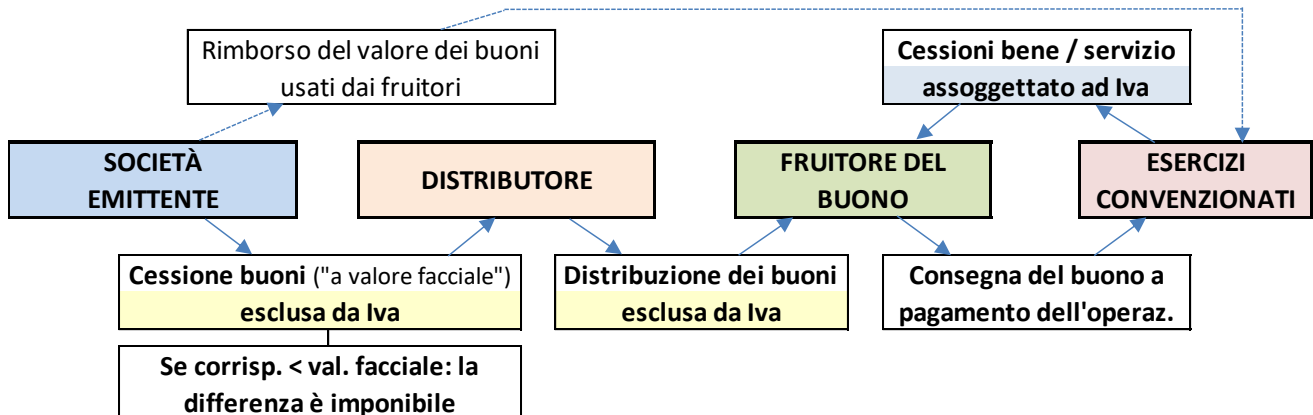 Rimborso del valore dei buoni
usati dai fruitori
Cessioni bene / servizio
assoggettato ad Iva
SOCIETÀ
EMITTENTE
DISTRIBUTORE
FRUITORE DEL
BUONO
ESERCIZI
CONVENZIONATI
Cessione buoni ("a valore facciale")
esclusa da Iva
Distribuzione dei buoni
esclusa da Iva
Consegna del buono a
pagamento dell'operaz.
Se corrisp. < val. facciale: la
differenza è imponibile